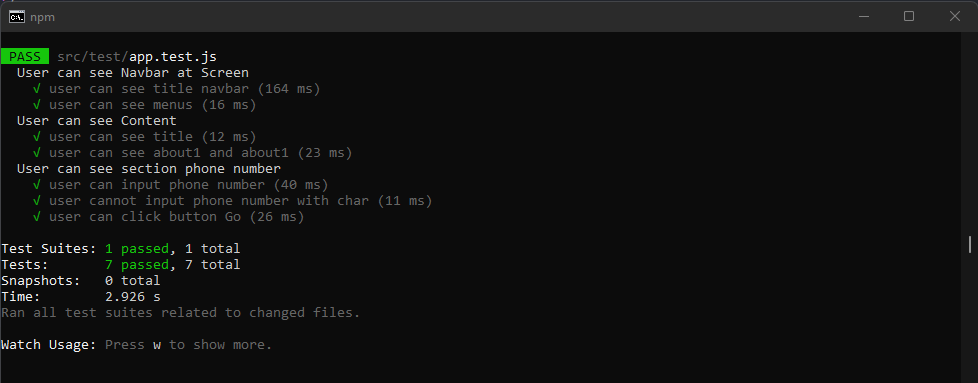 npm
PASS src/test/app.test.js
User can see Navbar at Screen
√ user can see title navbar (164 ms)
√ user can see menus (16 ms)
User can see Content
√ user can see title (12 ms)
√ user can see about1 and about1 (23 ms)
User can see section phone number
√ user can input phone number (40 ms)
√ user cannot input phone number with char (11 ms)
√ user can click button Go (26 ms)
Test Suites: 1 passed, 1 total
Tests: 7 passed, 7 total
Snapshots: 0 total
Time: 2.926 s
Ran all test suites related to changed files.
Watch Usage: Press w to show more.